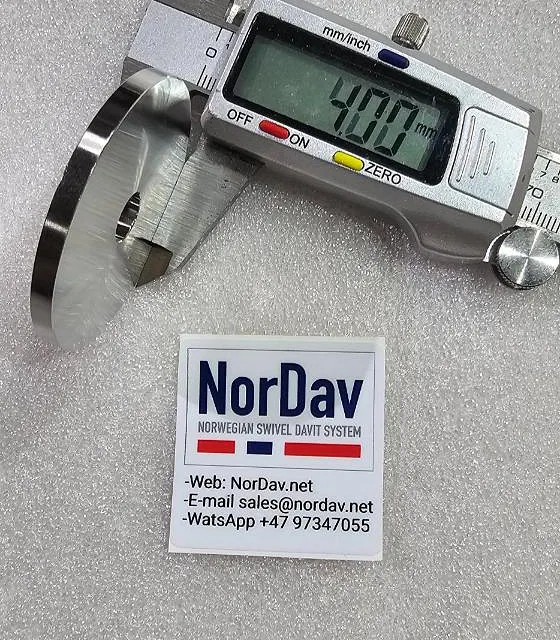 mm/inch
0
4.00 mm
OFF ON
ZERO
70
NorDav
NORWEGIAN SWIVEL DAVIT SYSTEM
-Web: NorDav.net
-E-mail sales@nordav.net
-WatsApp +47 97347055